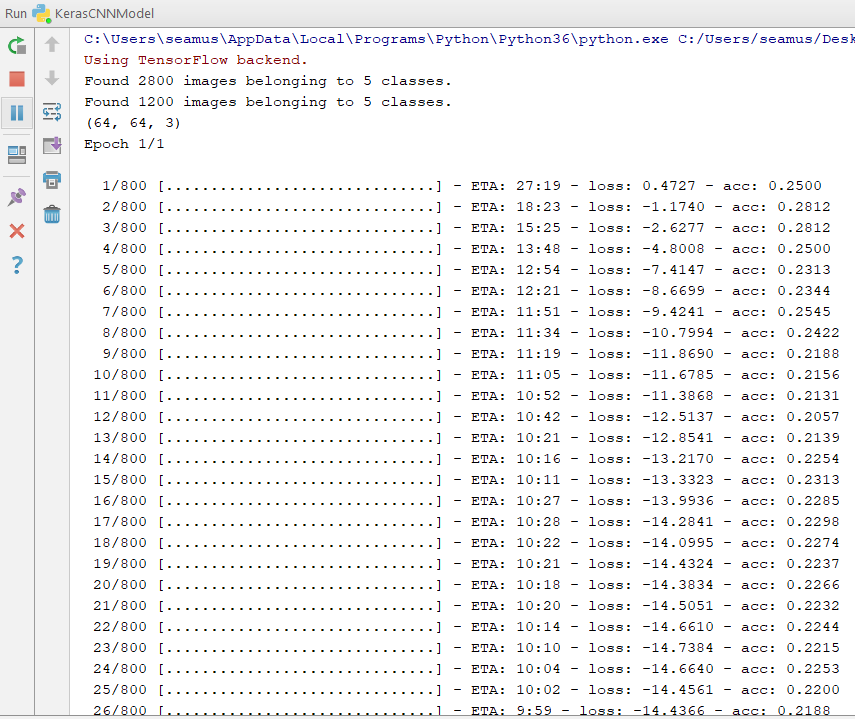 Run KerasCNNModel
C:\Users\seamus\AppData\Local\Programs\Python\Python36\python.exe C:/Users/seamus/Desk
Using TensorFlow backend.
Found 2800 images belonging to 5 classes.
Found 1200 images belonging to 5 classes.
(64, 64, 3)
Epoch 1/1
1/800 [..............................] - ETA: 27:19 - loss: 0.4727 - acc: 0.2500
2/800 [..............................] - ETA: 18:23 - loss: -1.1740 - acc: 0.2812
3/800 [..............................] - ETA: 15:25 - loss: -2.6277 - acc: 0.2812
4/800 [..............................] - ETA: 13:48 - loss: -4.8008 - acc: 0.2500
5/800 [..............................] - ETA: 12:54 - loss: -7.4147 - acc: 0.2313
6/800 [..............................] - ETA: 12:21 - loss: -8.6699 - acc: 0.2344
7/800 [..............................] - ETA: 11:51 - loss: -9.4241 - acc: 0.2545
8/800 [..............................] - ETA: 11:34 - loss: -10.7994 - acc: 0.2422
9/800 [..............................] - ETA: 11:19 - loss: -11.8690 - acc: 0.2188
10/800 [..............................] - ETA: 11:05 - loss: -11.6785 - acc: 0.2156
11/800 [..............................] - ETA: 10:52 - loss: -11.3868 - acc: 0.2131
12/800 [..............................] - ETA: 10:42 - loss: -12.5137 - acc: 0.2057
13/800 [..............................] - ETA: 10:21 - loss: -12.8541 - acc: 0.2139
14/800 [..............................] - ETA: 10:16 - loss: -13.2170 - acc: 0.2254
15/800 [..............................] - ETA: 10:11 - loss: -13.3323 - acc: 0.2313
16/800 [..............................] - ETA: 10:27 - loss: -13.9936 - acc: 0.2285
17/800 [..............................] - ETA: 10:28 - loss: -14.2841 - acc: 0.2298
18/800 [..............................] - ETA: 10:22 - loss: -14.0995 - acc: 0.2274
19/800 [..............................] - ETA: 10:21 - loss: -14.4324 - acc: 0.2237
20/800 [..............................] - ETA: 10:18 - loss: -14.3834 - acc: 0.2266
21/800 [..............................] - ETA: 10:20 - loss: -14.5051 - acc: 0.2232
22/800 [..............................] - ETA: 10:14 - loss: -14.6610 - acc: 0.2244
23/800 [..............................] - ETA: 10:10 - loss: -14.7384 - acc: 0.2215
24/800 [..............................] - ETA: 10:04 - loss: -14.6640 - acc: 0.2253
25/800 [..............................] - ETA: 10:02 - loss: -14.4561 - acc: 0.2200
26/800 [..............................] - ETA: 9:59 - loss: -14.4366 - acc: 0.2188